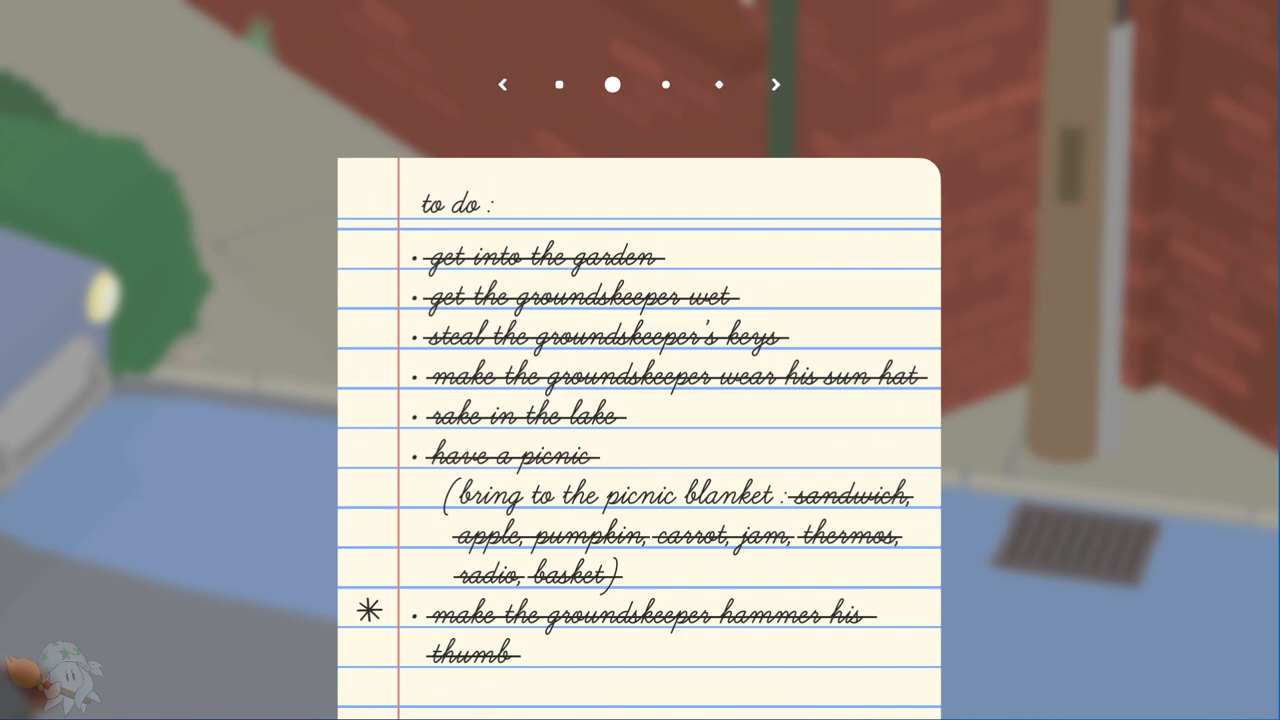 to do :
• get into the garden
• get the groundskeeper wet
• steal the groundskeeper's keys
• make the groundskeeper wear his sun hat
• rake in the lake
• have a picnic
(bring to the picnic blanket : sandwich,
apple, pumpkin, carrot, jam, thermos,
radio, basket)
* • make the groundskeeper hammer his
thumb